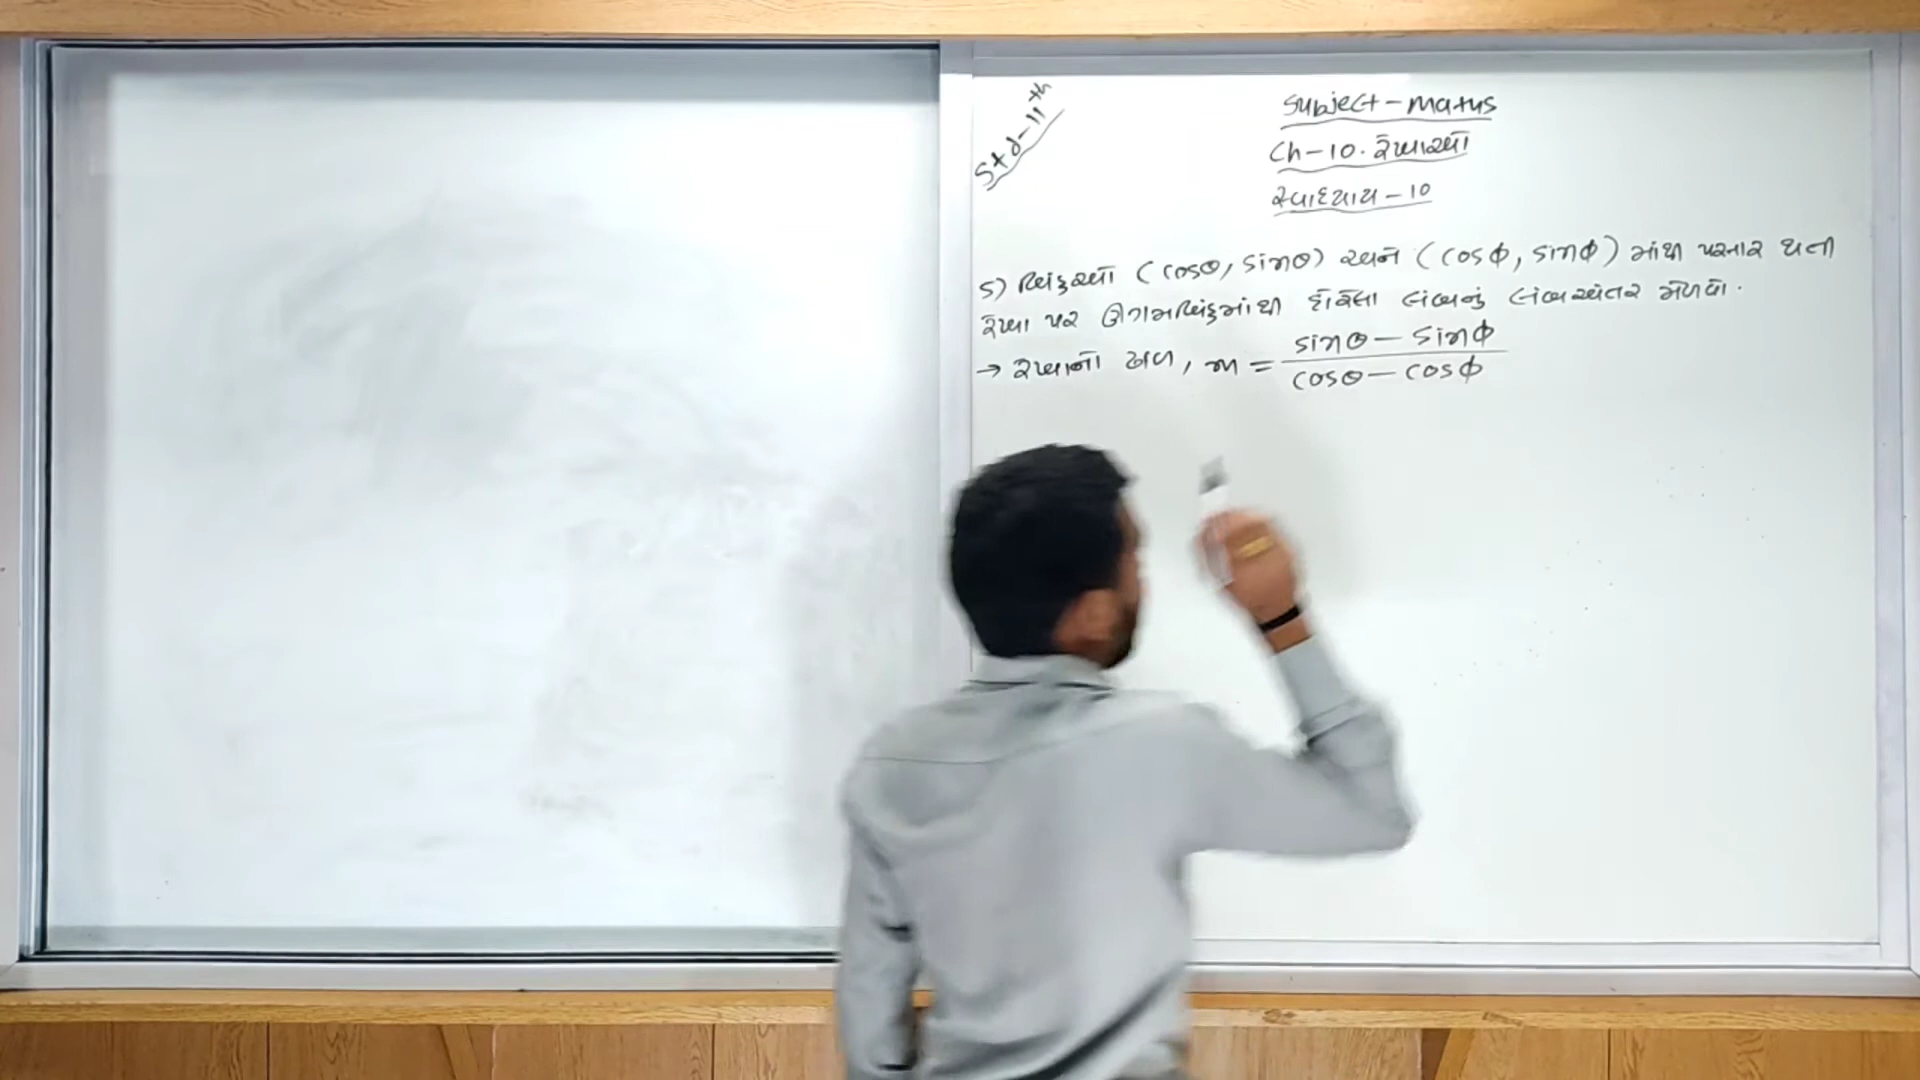 Std-11th
Subject-Maths
Ch-10. રેખાઓ
સ્વાધ્યાય-10
5) બિંદુઓ (cosθ, sinθ) અને (cosϕ, sinϕ) માંથી પસાર થતી
રેખા પર ઊગમબિંદુમાંથી દોરેલા લંબનું લંબઅંતર મેળવો.
→ રેખાનો ઢાળ, m = sinθ - sinϕ / cosθ - cosϕ